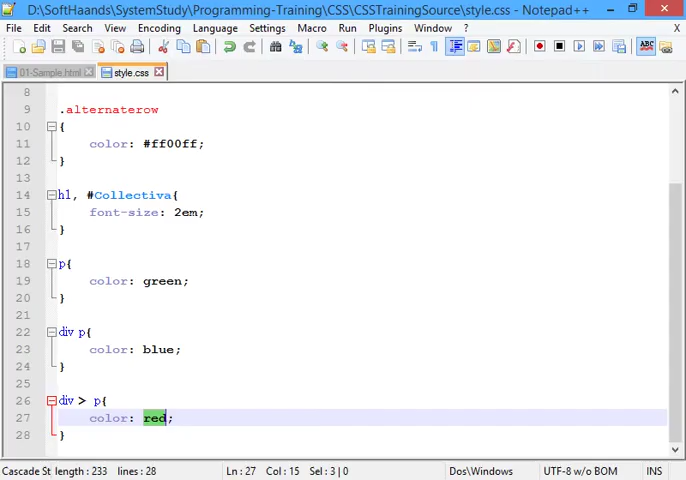 D:\SoftHaands\SystemStudy\Programming-Training\CSS\CSSTrainingSource\style.css - Notepad++
File Edit Search View Encoding Language Settings Macro Run Plugins Window ? X
01-Sample.html style.css
8
9 .alternaterow
10 {
11 color: #ff00ff;
12 }
13
14 h1, #Collectiva{
15 font-size: 2em;
16 }
17
18 p{
19 color: green;
20 }
21
22 div p{
23 color: blue;
24 }
25
26 div > p{
27 color: red;
28 }
Cascade St length : 233 lines : 28 Ln : 27 Col : 15 Sel : 3 | 0 Dos\Windows UTF-8 w/o BOM INS